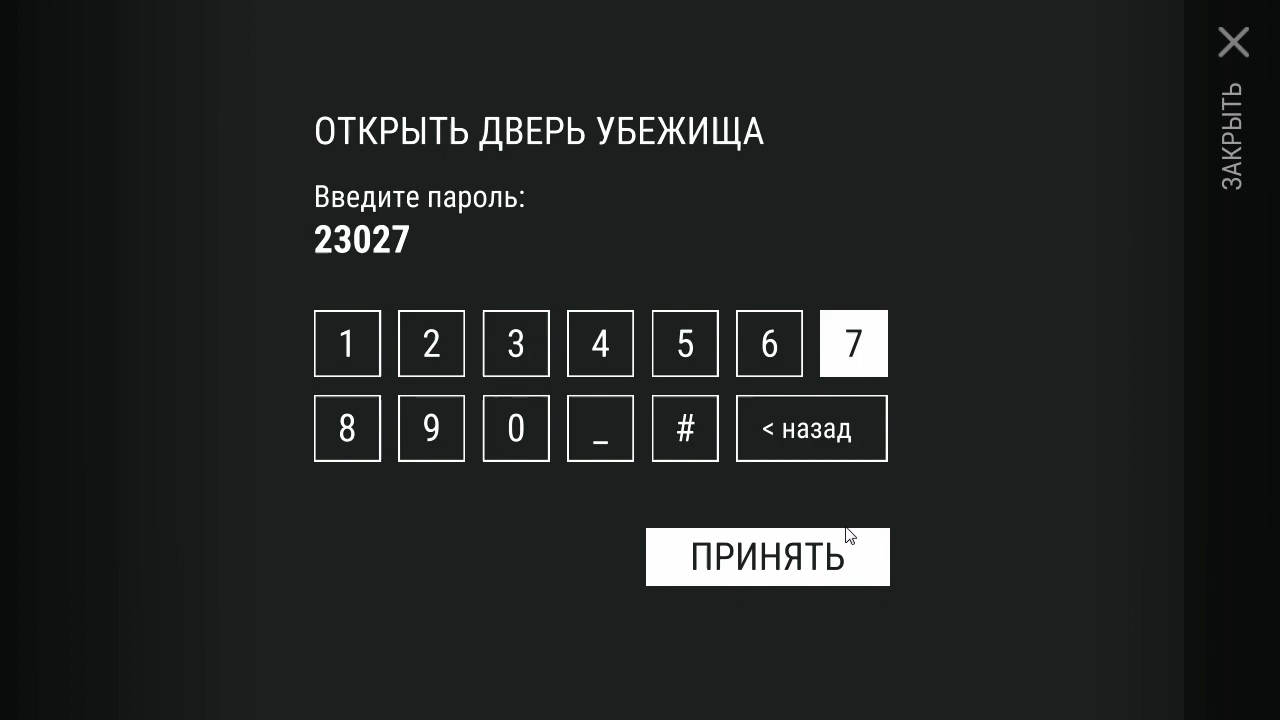 ОТКРЫТЬ ДВЕРЬ УБЕЖИЩА
Введите пароль:
23027
1 2 3 4 5 6 7
8 9 0 _ # < назад
ПРИНЯТЬ
ЗАКРЫТЬ